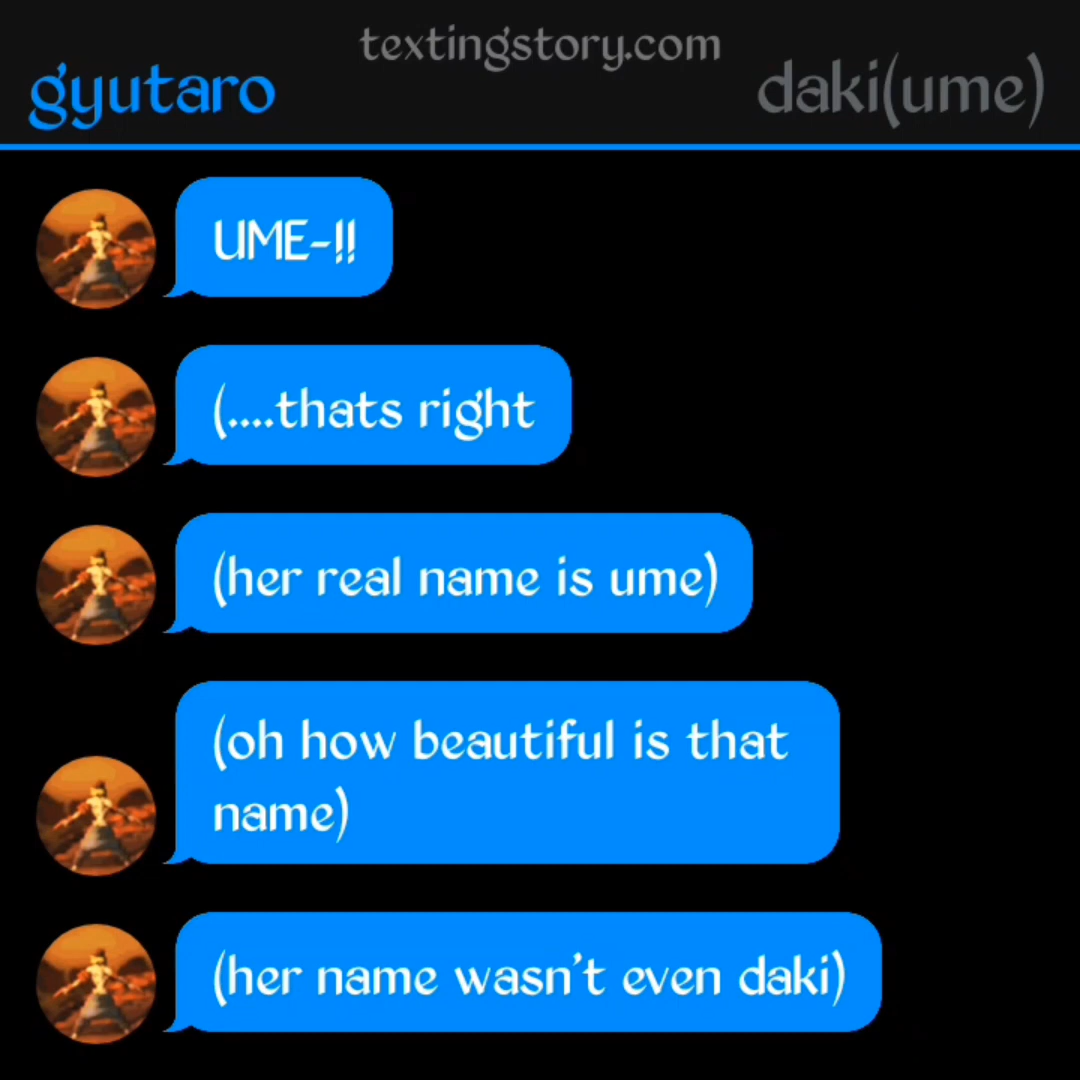 textingstory.com
gyutaro
daki(ume)
UME-!!
(....thats right
(her real name is ume)
(oh how beautiful is that
name)
(her name wasn't even daki)